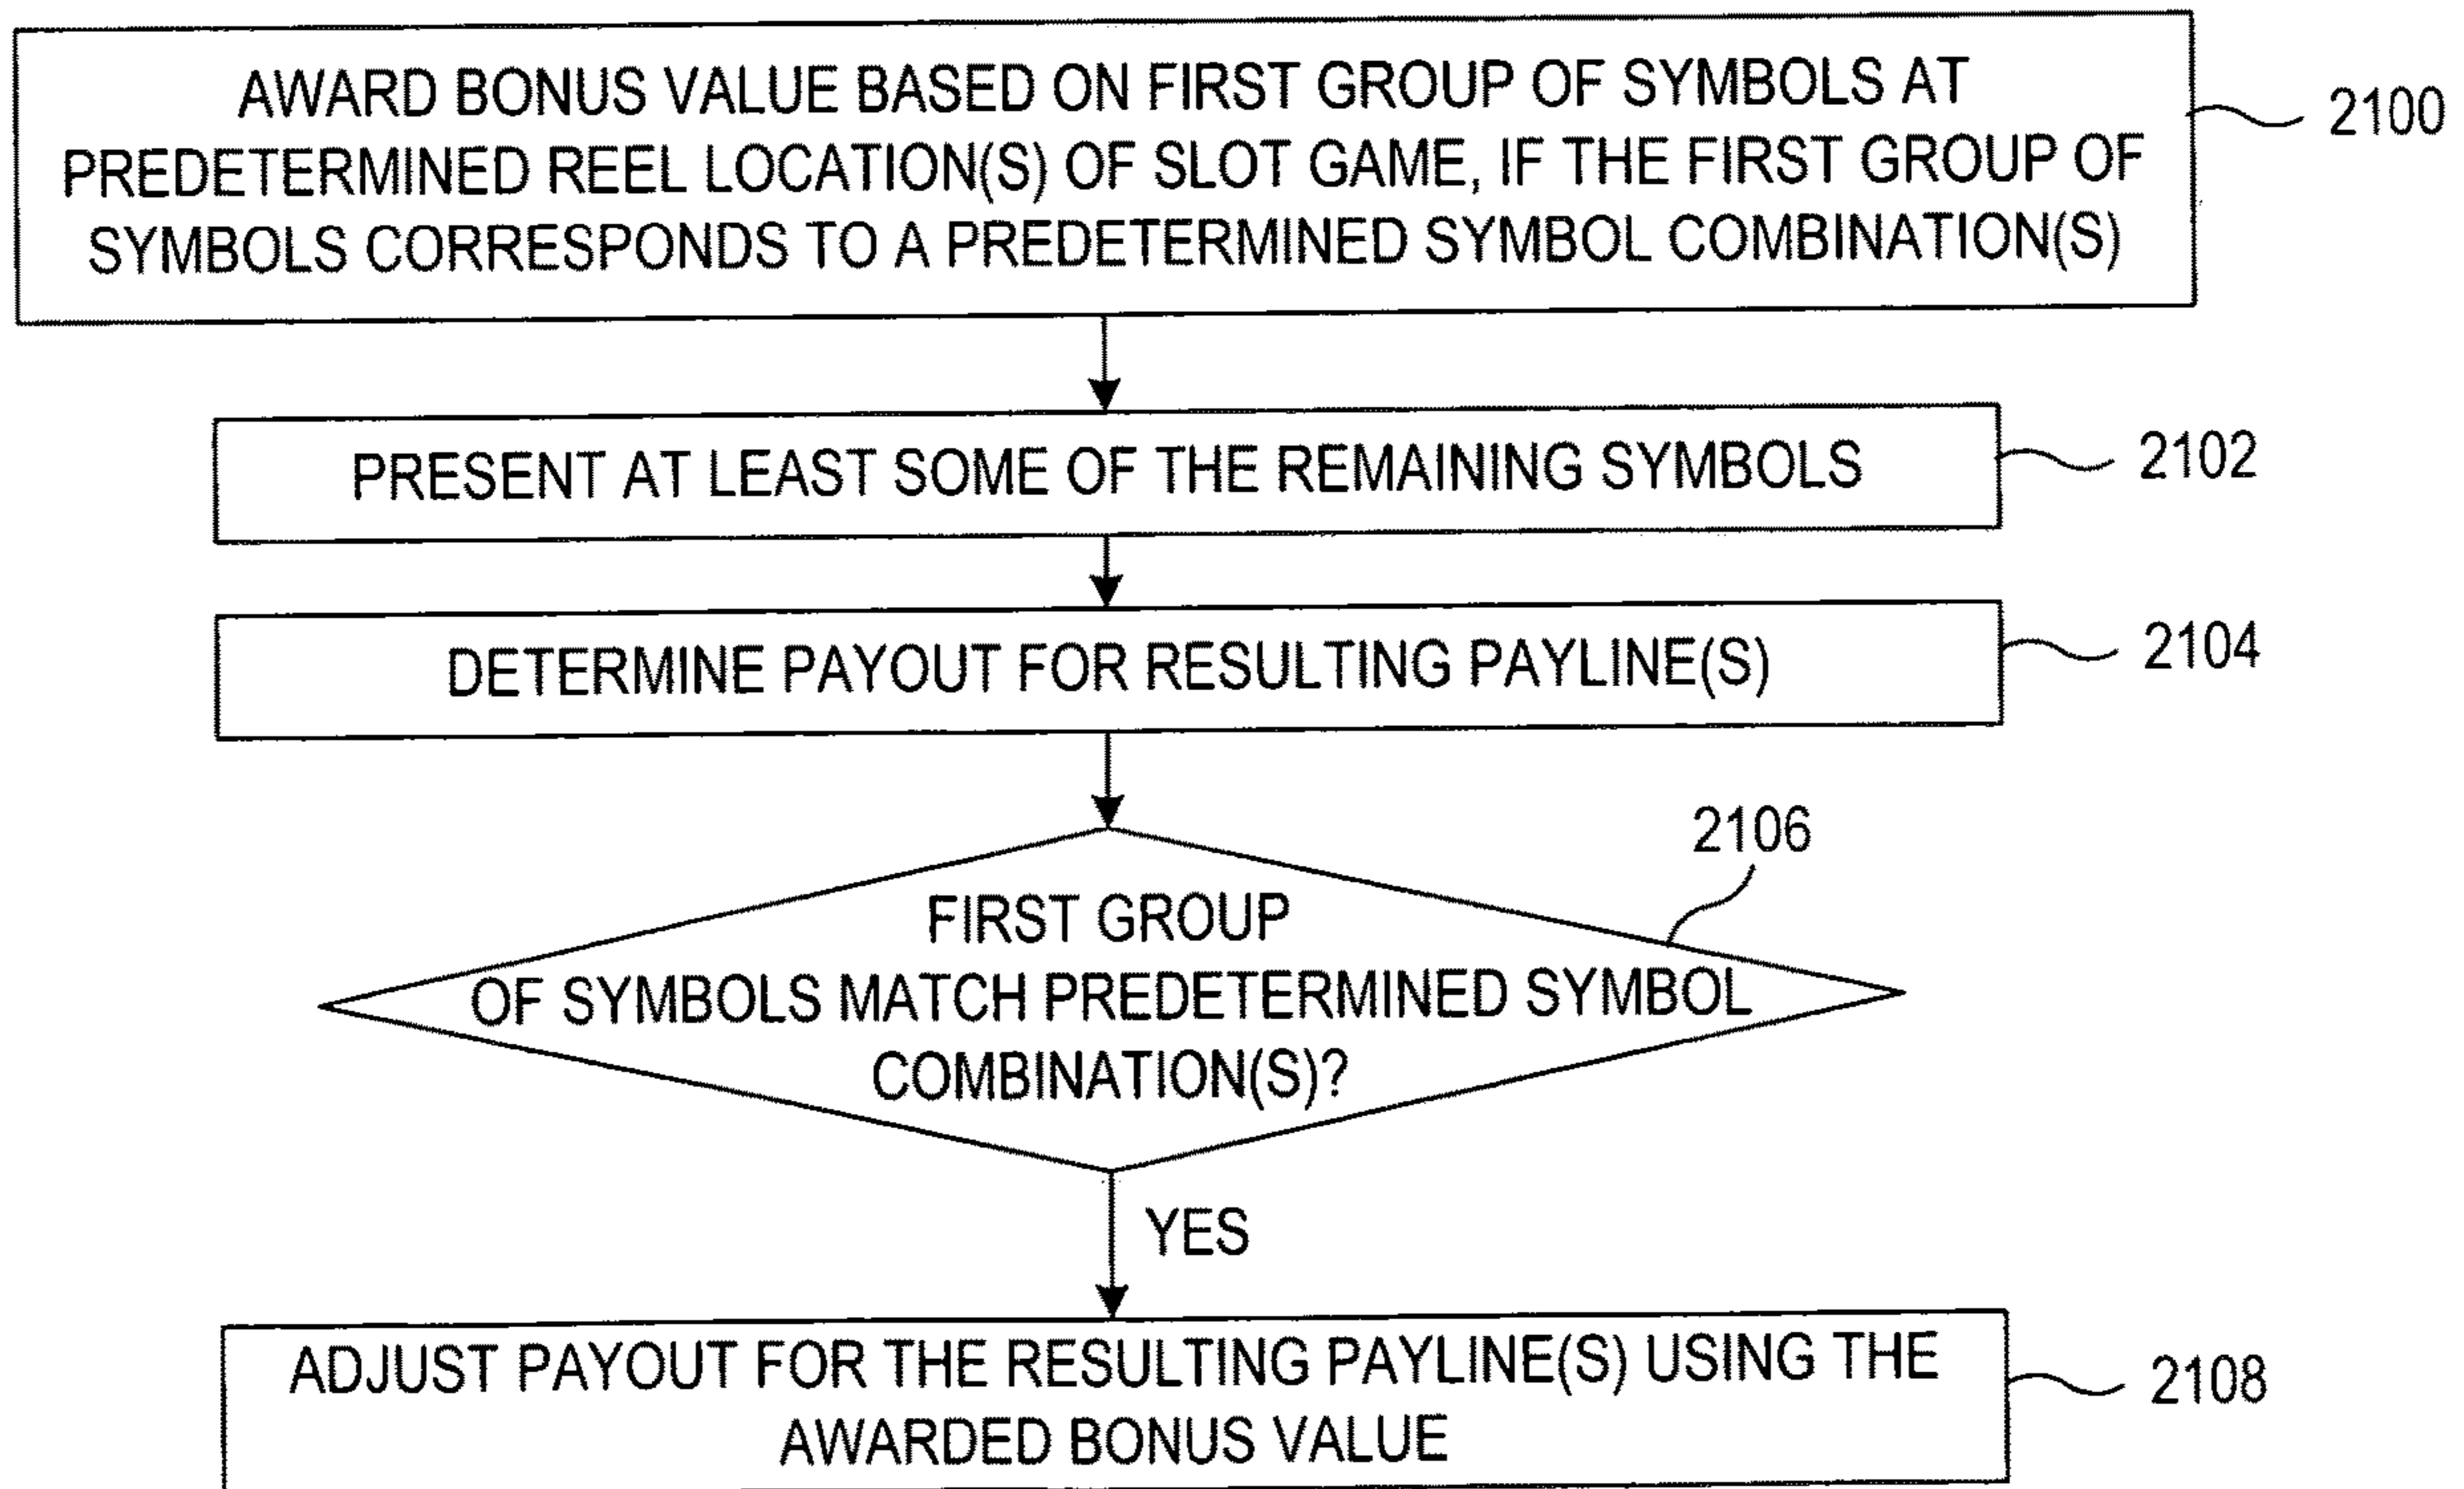 AWARD BONUS VALUE BASED ON FIRST GROUP OF SYMBOLS AT
PREDETERMINED REEL LOCATION(S) OF SLOT GAME, IF THE FIRST GROUP OF
SYMBOLS CORRESPONDS TO A PREDETERMINED SYMBOL COMBINATION(S)
2100
PRESENT AT LEAST SOME OF THE REMAINING SYMBOLS
2102
DETERMINE PAYOUT FOR RESULTING PAYLINE(S)
2104
2106
FIRST GROUP
OF SYMBOLS MATCH PREDETERMINED SYMBOL
COMBINATION(S)?
YES
ADJUST PAYOUT FOR THE RESULTING PAYLINE(S) USING THE
AWARDED BONUS VALUE
2108